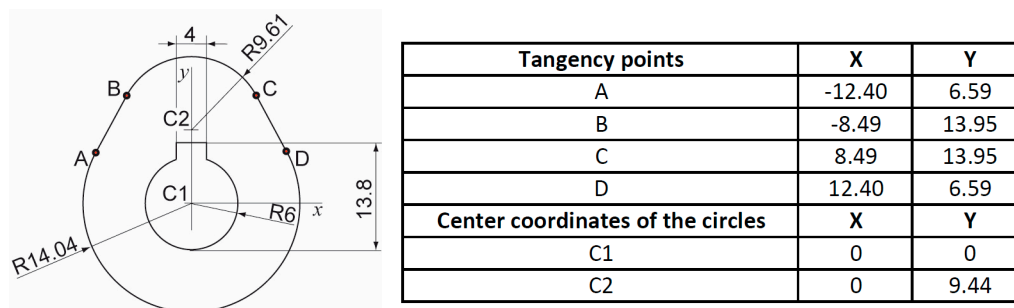 4
R9.61
y
B
C
C2
A
D
C1
R6
x
13.8
R14.04
Tangency points X Y
A -12.40 6.59
B -8.49 13.95
C 8.49 13.95
D 12.40 6.59
Center coordinates of the circles X Y
C1 0 0
C2 0 9.44